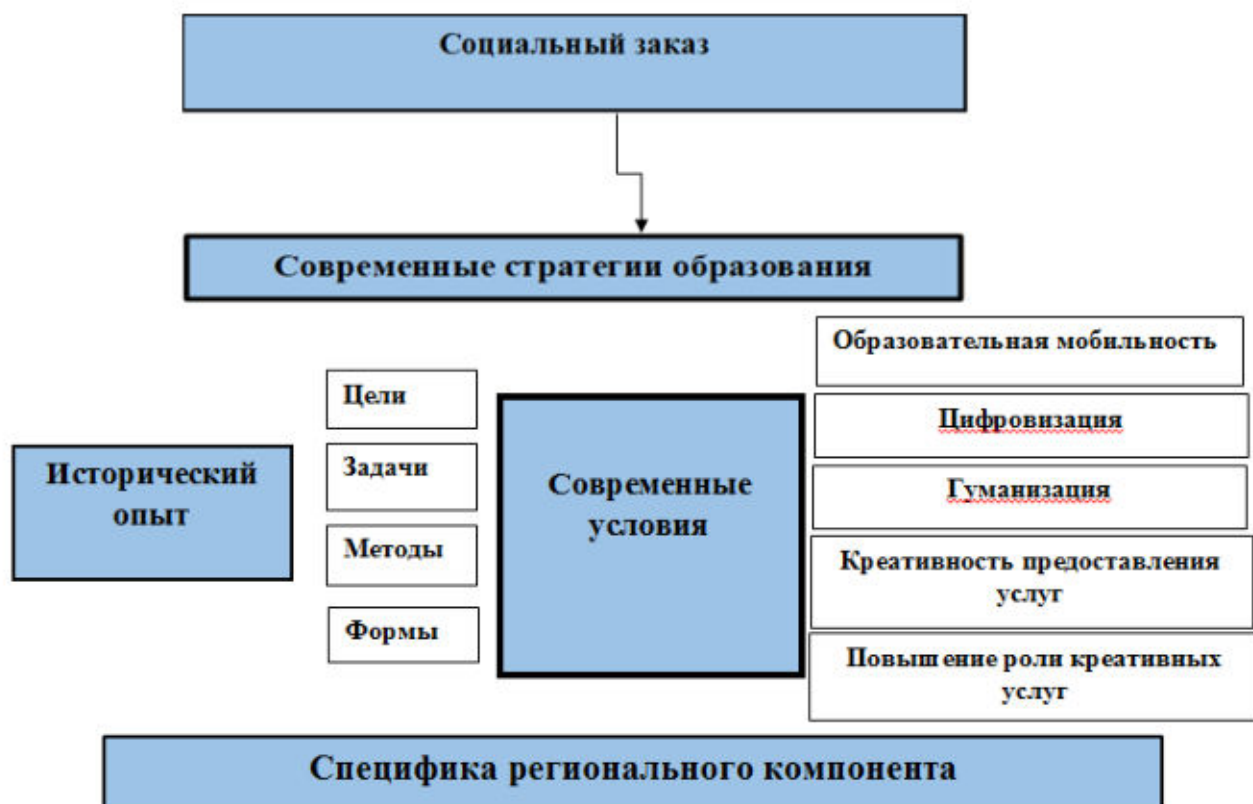 Социальный заказ
Современные стратегии образования
Исторический
опыт
Цели
Задачи
Методы
Формы
Современные
условия
Образовательная мобильность
Цифровизация
Гуманизация
Креативность предоставления
услуг
Повышение роли креативных
услуг
Специфика регионального компонента